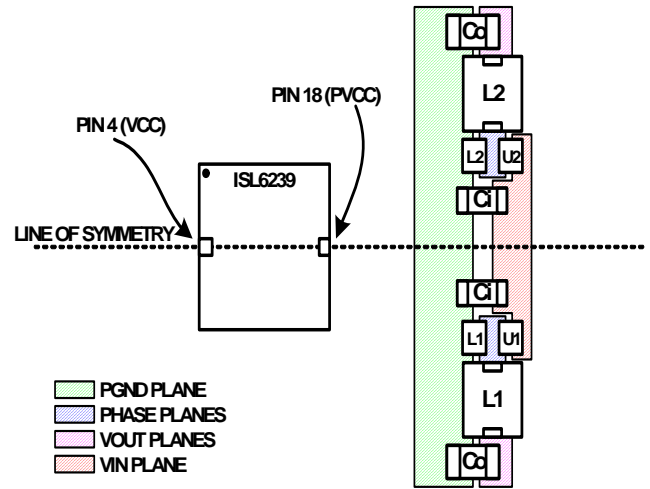 Co
L2
PIN 18 (PVCC)
PIN 4 (VCC)
L2
U2
ISL6239
Ci
LINE OF SYMMETRY
Ci
L1
U1
L1
PGND PLANE
PHASE PLANES
VOUT PLANES
VIN PLANE
Co